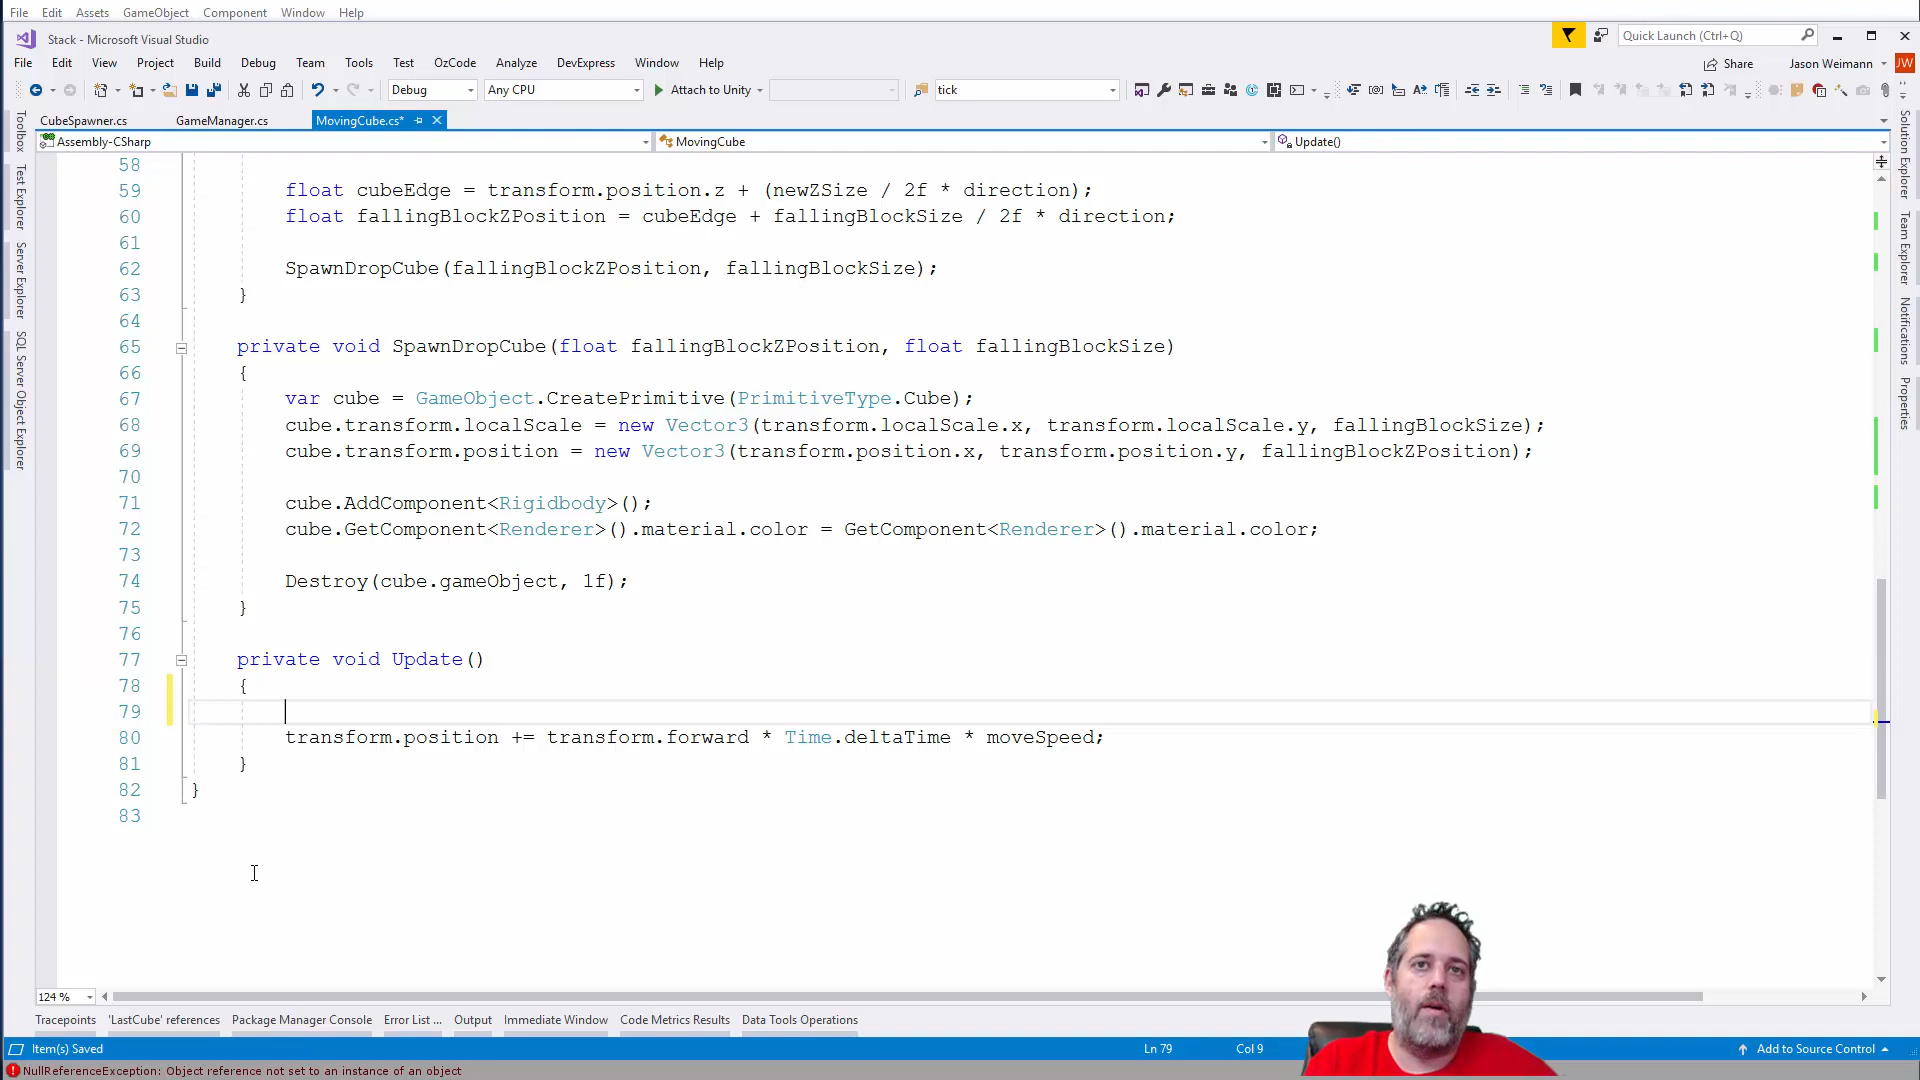 File Edit Assets GameObject Component Window Help
Stack - Microsoft Visual Studio
Quick Launch (Ctrl+Q)
File Edit View Project Build Debug Team Tools Test OzCode Analyze DevExpress Window Help
Share Jason Weimann JW
Debug Any CPU Attach to Unity tick
CubeSpawner.cs GameManager.cs MovingCube.cs*
Assembly-CSharp MovingCube Update()
Toolbox
Test Explorer
Server Explorer
SQL Server Object Explorer
58
59 float cubeEdge = transform.position.z + (newZSize / 2f * direction);
60 float fallingBlockZPosition = cubeEdge + fallingBlockSize / 2f * direction;
61
62 SpawnDropCube(fallingBlockZPosition, fallingBlockSize);
63 }
64
65 private void SpawnDropCube(float fallingBlockZPosition, float fallingBlockSize)
66 {
67 var cube = GameObject.CreatePrimitive(PrimitiveType.Cube);
68 cube.transform.localScale = new Vector3(transform.localScale.x, transform.localScale.y, fallingBlockSize);
69 cube.transform.position = new Vector3(transform.position.x, transform.position.y, fallingBlockZPosition);
70
71 cube.AddComponent<Rigidbody>();
72 cube.GetComponent<Renderer>().material.color = GetComponent<Renderer>().material.color;
73
74 Destroy(cube.gameObject, 1f);
75 }
76
77 private void Update()
78 {
79
80 transform.position += transform.forward * Time.deltaTime * moveSpeed;
81 }
82 }
83
Solution Explorer
Team Explorer
Notifications
Properties
124 %
Tracepoints 'LastCube' references Package Manager Console Error List ... Output Immediate Window Code Metrics Results Data Tools Operations
Item(s) Saved Ln 79 Col 9 Add to Source Control
NullReferenceException: Object reference not set to an instance of an object